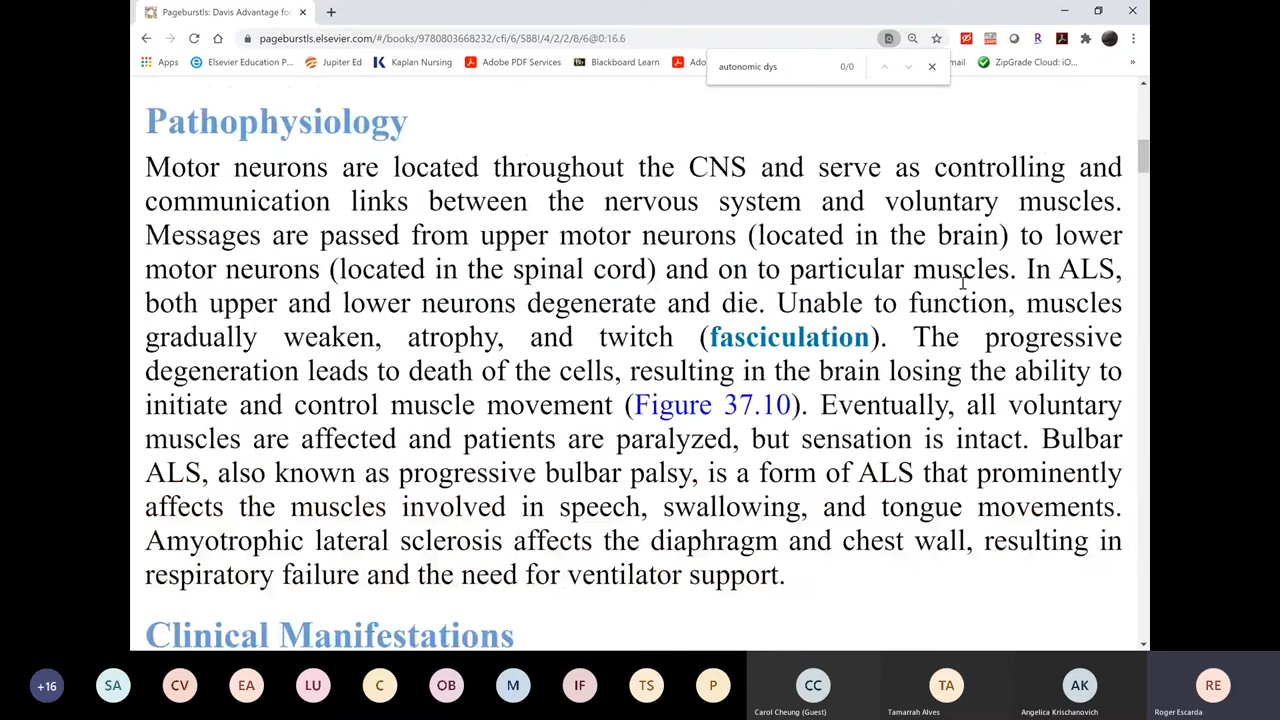 Pageburstls: Davis Advantage for
pageburstls.elsevier.com/#/books/9780803668232/cfi/6/588!/4/2/2/8/6@0:16.6
Apps
Elsevier Education P...
Jupiter Ed
Kaplan Nursing
Adobe PDF Services
Blackboard Learn
Ado
mail
ZipGrade Cloud: iO...
»
autonomic dys
0/0
Pathophysiology
Motor neurons are located throughout the CNS and serve as controlling and
communication links between the nervous system and voluntary muscles.
Messages are passed from upper motor neurons (located in the brain) to lower
motor neurons (located in the spinal cord) and on to particular muscles. In ALS,
both upper and lower neurons degenerate and die. Unable to function, muscles
gradually weaken, atrophy, and twitch (fasciculation). The progressive
degeneration leads to death of the cells, resulting in the brain losing the ability to
initiate and control muscle movement (Figure 37.10). Eventually, all voluntary
muscles are affected and patients are paralyzed, but sensation is intact. Bulbar
ALS, also known as progressive bulbar palsy, is a form of ALS that prominently
affects the muscles involved in speech, swallowing, and tongue movements.
Amyotrophic lateral sclerosis affects the diaphragm and chest wall, resulting in
respiratory failure and the need for ventilator support.
Clinical Manifestations
+16
SA
CV
EA
LU
C
OB
M
IF
TS
P
CC
Carol Cheung (Guest)
TA
Tamarrah Alves
AK
Angelica Krischanovich
RE
Roger Escarda